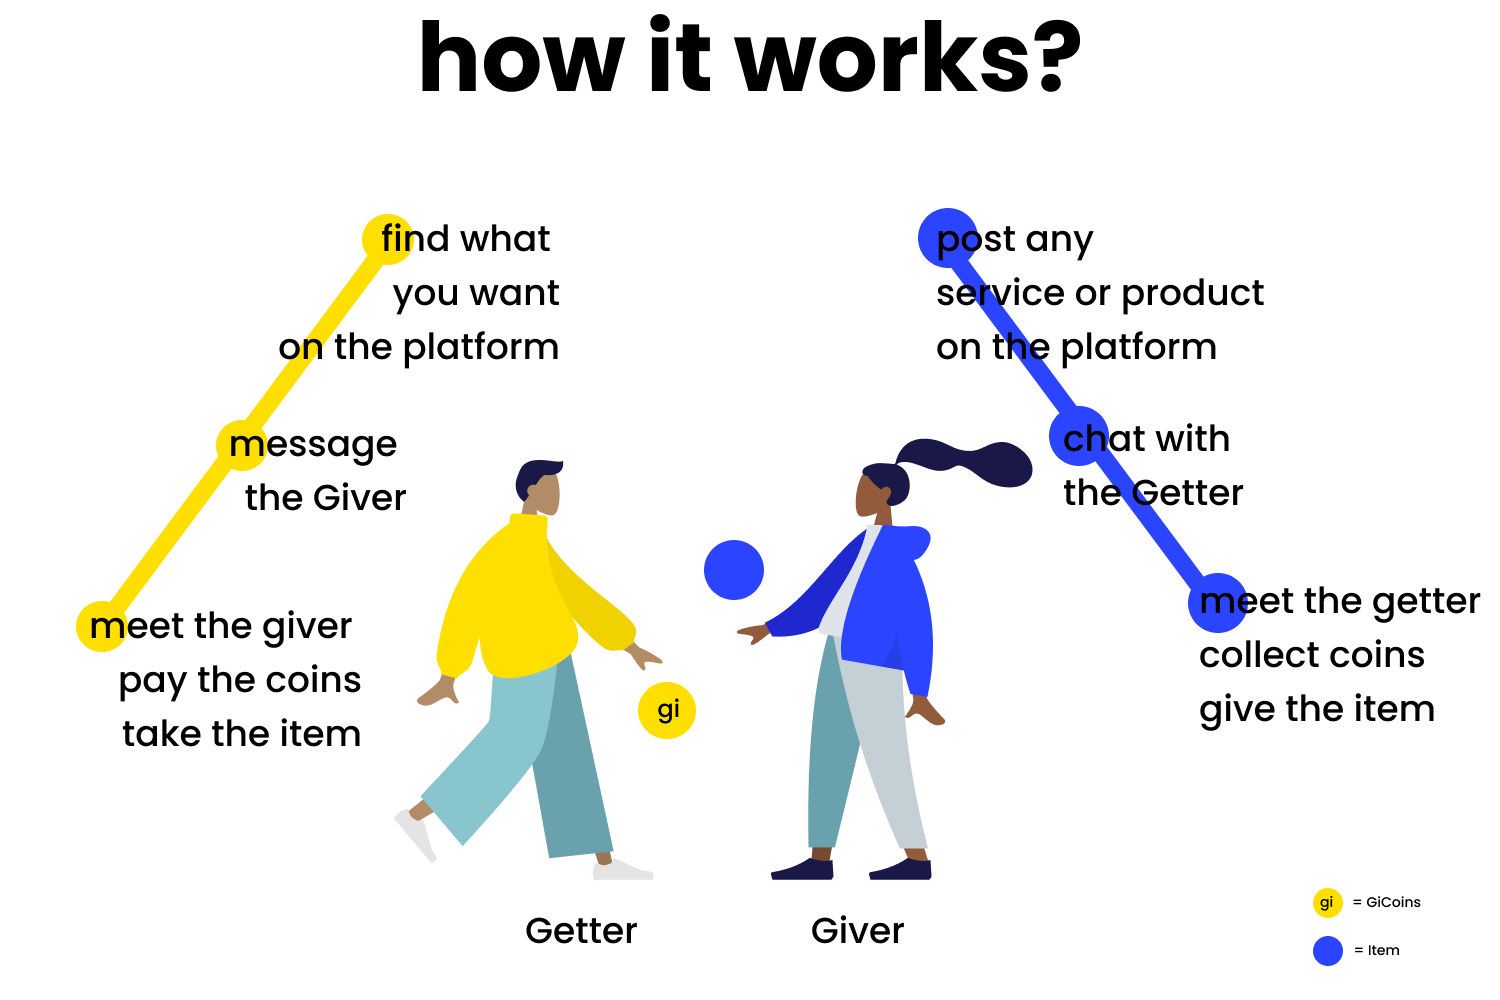 how it works?
find what
you want
on the platform
message
the Giver
meet the giver
pay the coins
take the item
post any
service or product
on the platform
chat with
the Getter
meet the getter
collect coins
give the item
gi
Getter
Giver
gi = GiCoins
= Item